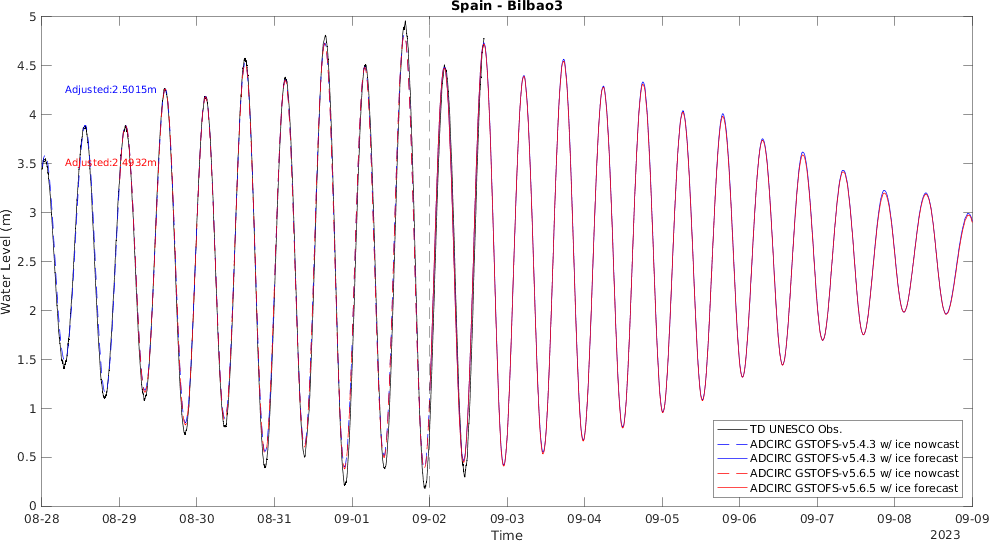 Spain - Bilbao3
5
4.5
4
3.5
3
2.5
2
1.5
1
0.5
0
Water Level (m)
Adjusted:2.5015m
Adjusted:2.4932m
TD UNESCO Obs.
ADCIRC GSTOFS-v5.4.3 w/ ice nowcast
ADCIRC GSTOFS-v5.4.3 w/ ice forecast
ADCIRC GSTOFS-v5.6.5 w/ ice nowcast
ADCIRC GSTOFS-v5.6.5 w/ ice forecast
08-28 08-29 08-30 08-31 09-01 09-02 09-03 09-04 09-05 09-06 09-07 09-08 09-09
Time
2023